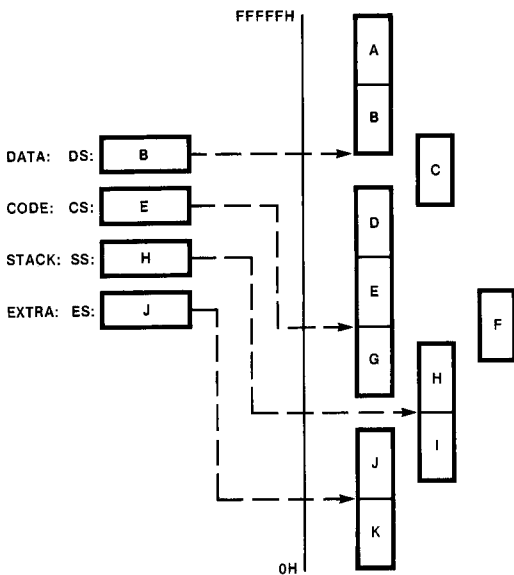 FFFFFH
A
B
DATA: DS: B
C
CODE: CS: E
D
STACK: SS: H
E
EXTRA: ES: J
F
G
H
I
J
K
0H